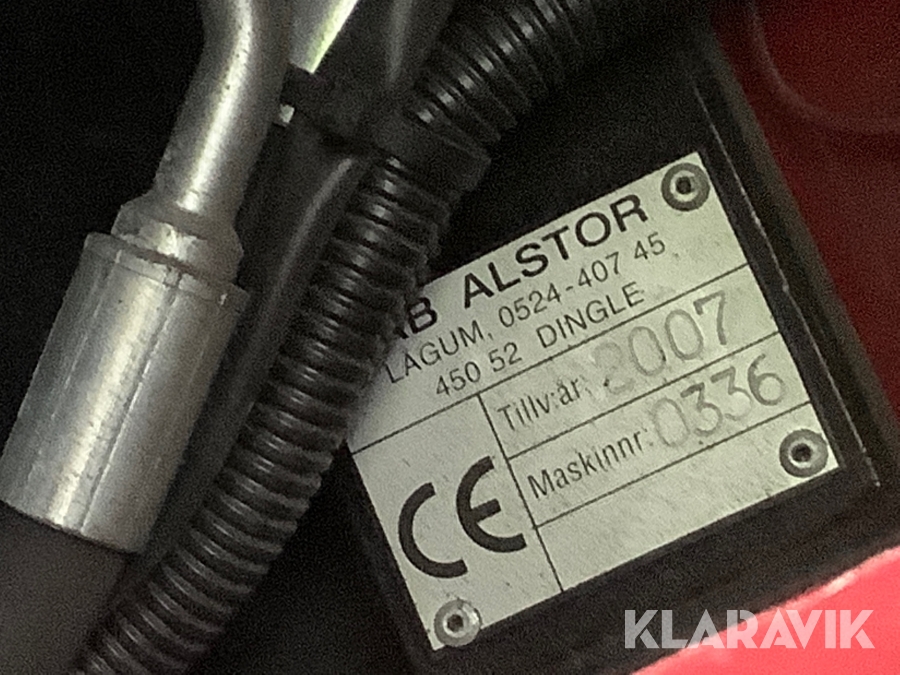 AB ALSTOR
LAGUM, 0524-407 45
450 52 DINGLE
Tillv:år: 2007
Maskinnr: 0336
CE
KLARAVIK